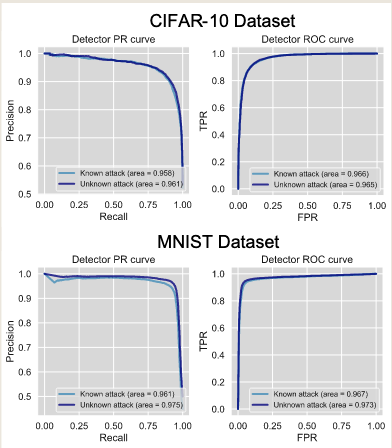 CIFAR-10 Dataset
Detector PR curve
Precision
1.0
0.9
0.8
0.7
0.6
0.5
Known attack (area = 0.958)
Unknown attack (area = 0.961)
0.00 0.25 0.50 0.75 1.00
Recall
Detector ROC curve
TPR
1.0
0.8
0.6
0.4
0.2
0.0
Known attack (area = 0.966)
Unknown attack (area = 0.965)
0.00 0.25 0.50 0.75 1.00
FPR
MNIST Dataset
Detector PR curve
Precision
1.0
0.9
0.8
0.7
0.6
0.5
Known attack (area = 0.961)
Unknown attack (area = 0.975)
0.00 0.25 0.50 0.75 1.00
Recall
Detector ROC curve
TPR
1.0
0.8
0.6
0.4
0.2
0.0
Known attack (area = 0.967)
Unknown attack (area = 0.973)
0.00 0.25 0.50 0.75 1.00
FPR